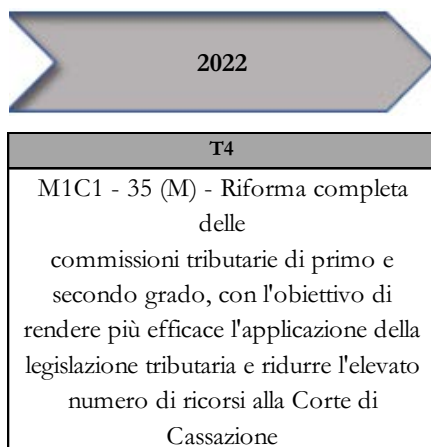 2022
T4
M1C1 - 35 (M) - Riforma completa
delle
commissioni tributarie di primo e
secondo grado, con l'obiettivo di
rendere più efficace l'applicazione della
legislazione tributaria e ridurre l'elevato
numero di ricorsi alla Corte di
Cassazione